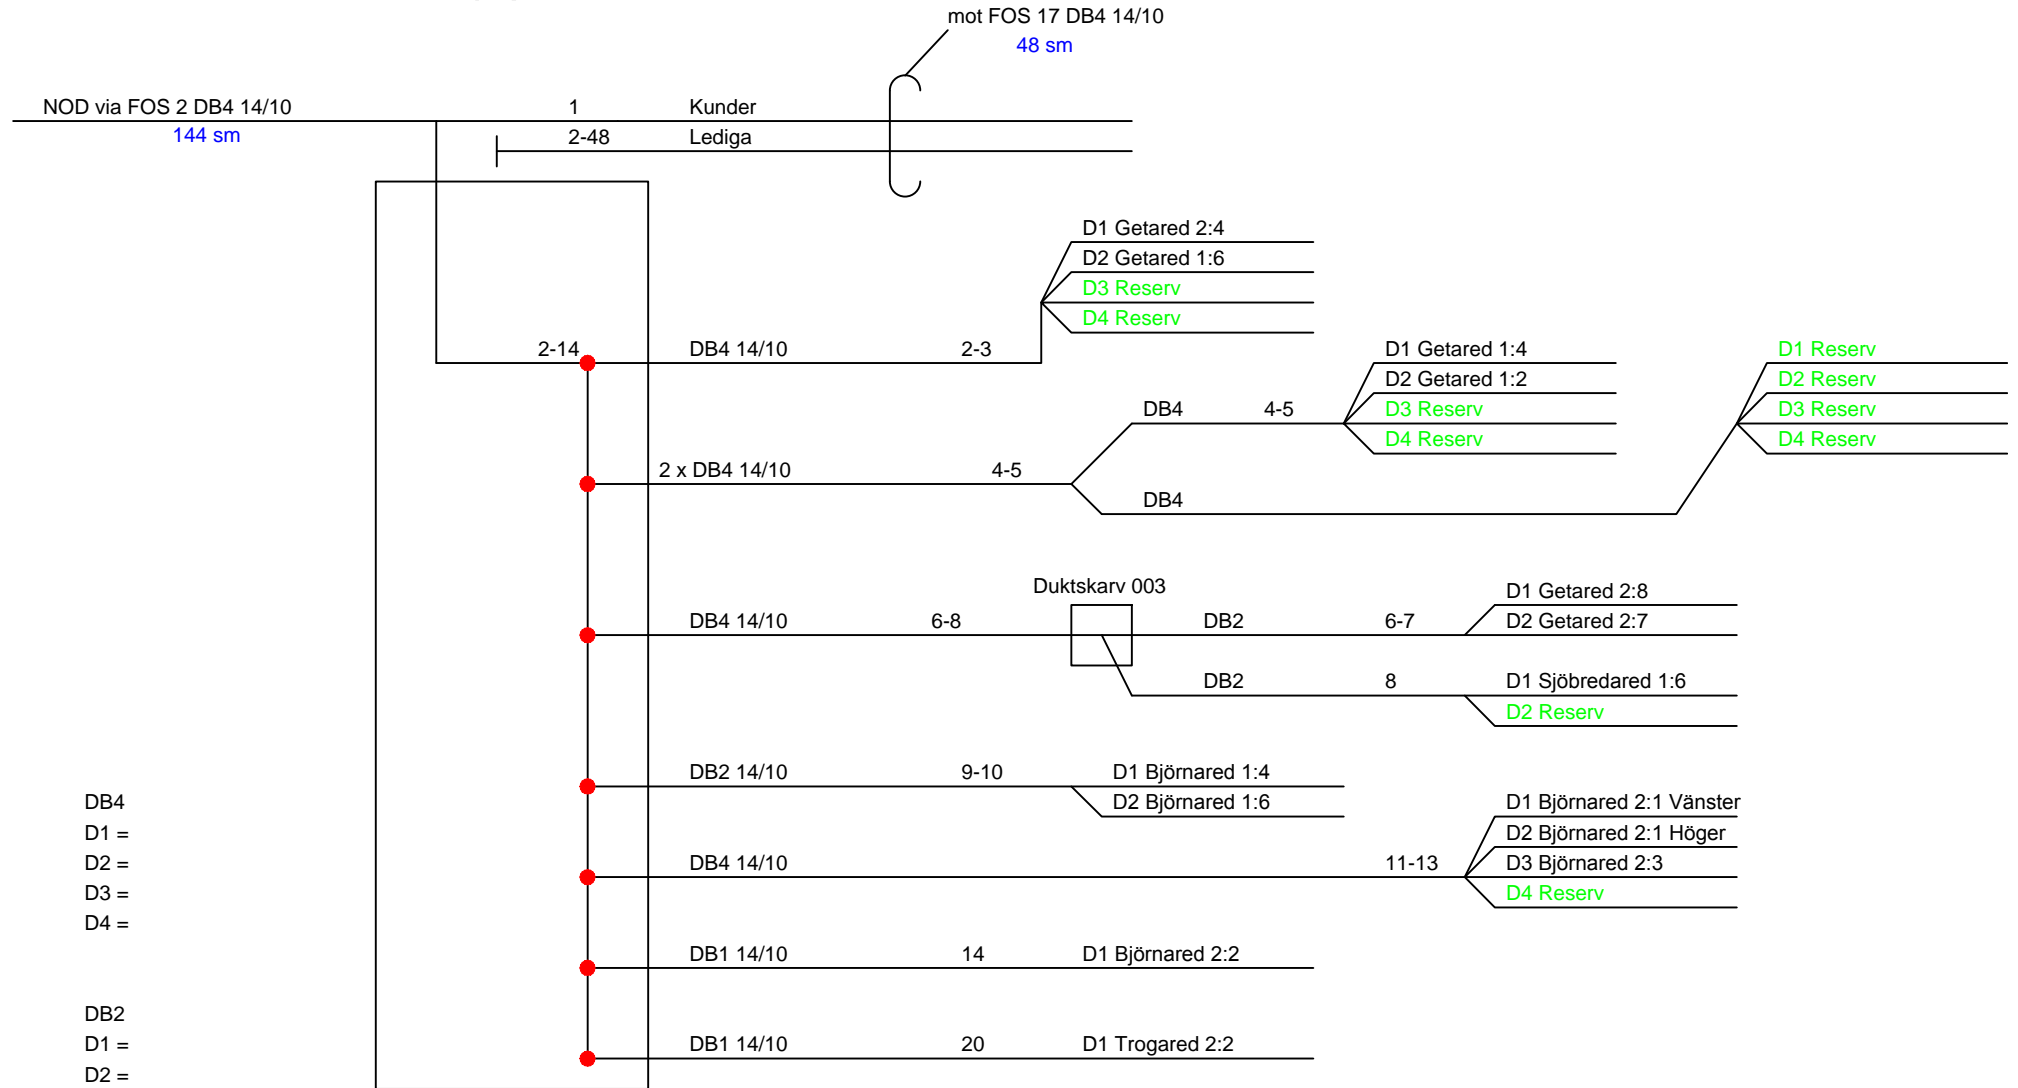 mot FOS 17 DB4 14/10
48 sm
NOD via FOS 2 DB4 14/10
1
Kunder
144 sm
2-48
Lediga
D1 Getared 2:4
D2 Getared 1:6
D3 Reserv
D4 Reserv
2-14
DB4 14/10
2-3
D1 Getared 1:4
D2 Getared 1:2
D3 Reserv
D4 Reserv
D1 Reserv
D2 Reserv
D3 Reserv
D4 Reserv
DB4
4-5
2 x DB4 14/10
4-5
DB4
Duktskarv 003
DB4 14/10
6-8
DB2
6-7
D1 Getared 2:8
D2 Getared 2:7
DB2
8
D1 Sjöbredared 1:6
D2 Reserv
DB2 14/10
9-10
D1 Björnared 1:4
D2 Björnared 1:6
DB4 14/10
11-13
D1 Björnared 2:1 Vänster
D2 Björnared 2:1 Höger
D3 Björnared 2:3
D4 Reserv
DB1 14/10
14
D1 Björnared 2:2
DB1 14/10
20
D1 Trogared 2:2
DB4
D1 =
D2 =
D3 =
D4 =
DB2
D1 =
D2 =